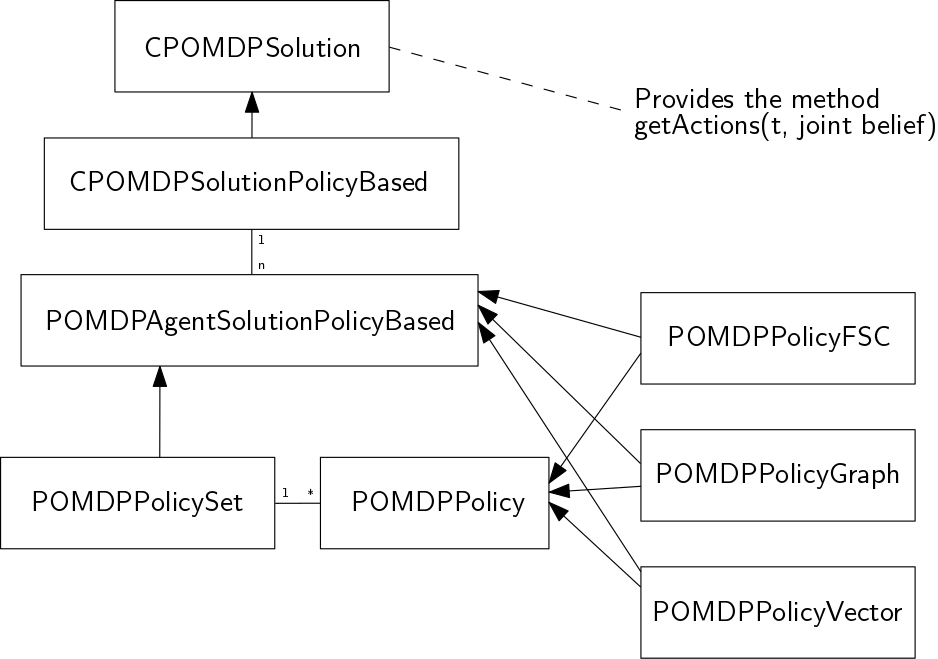 CPOMDPSolution
Provides the method
getActions(t, joint belief)
CPOMDPSolutionPolicyBased
1
n
POMDPAgentSolutionPolicyBased
POMDPPolicyFSC
POMDPPolicyGraph
POMDPPolicySet
1 *
POMDPPolicy
POMDPPolicyVector